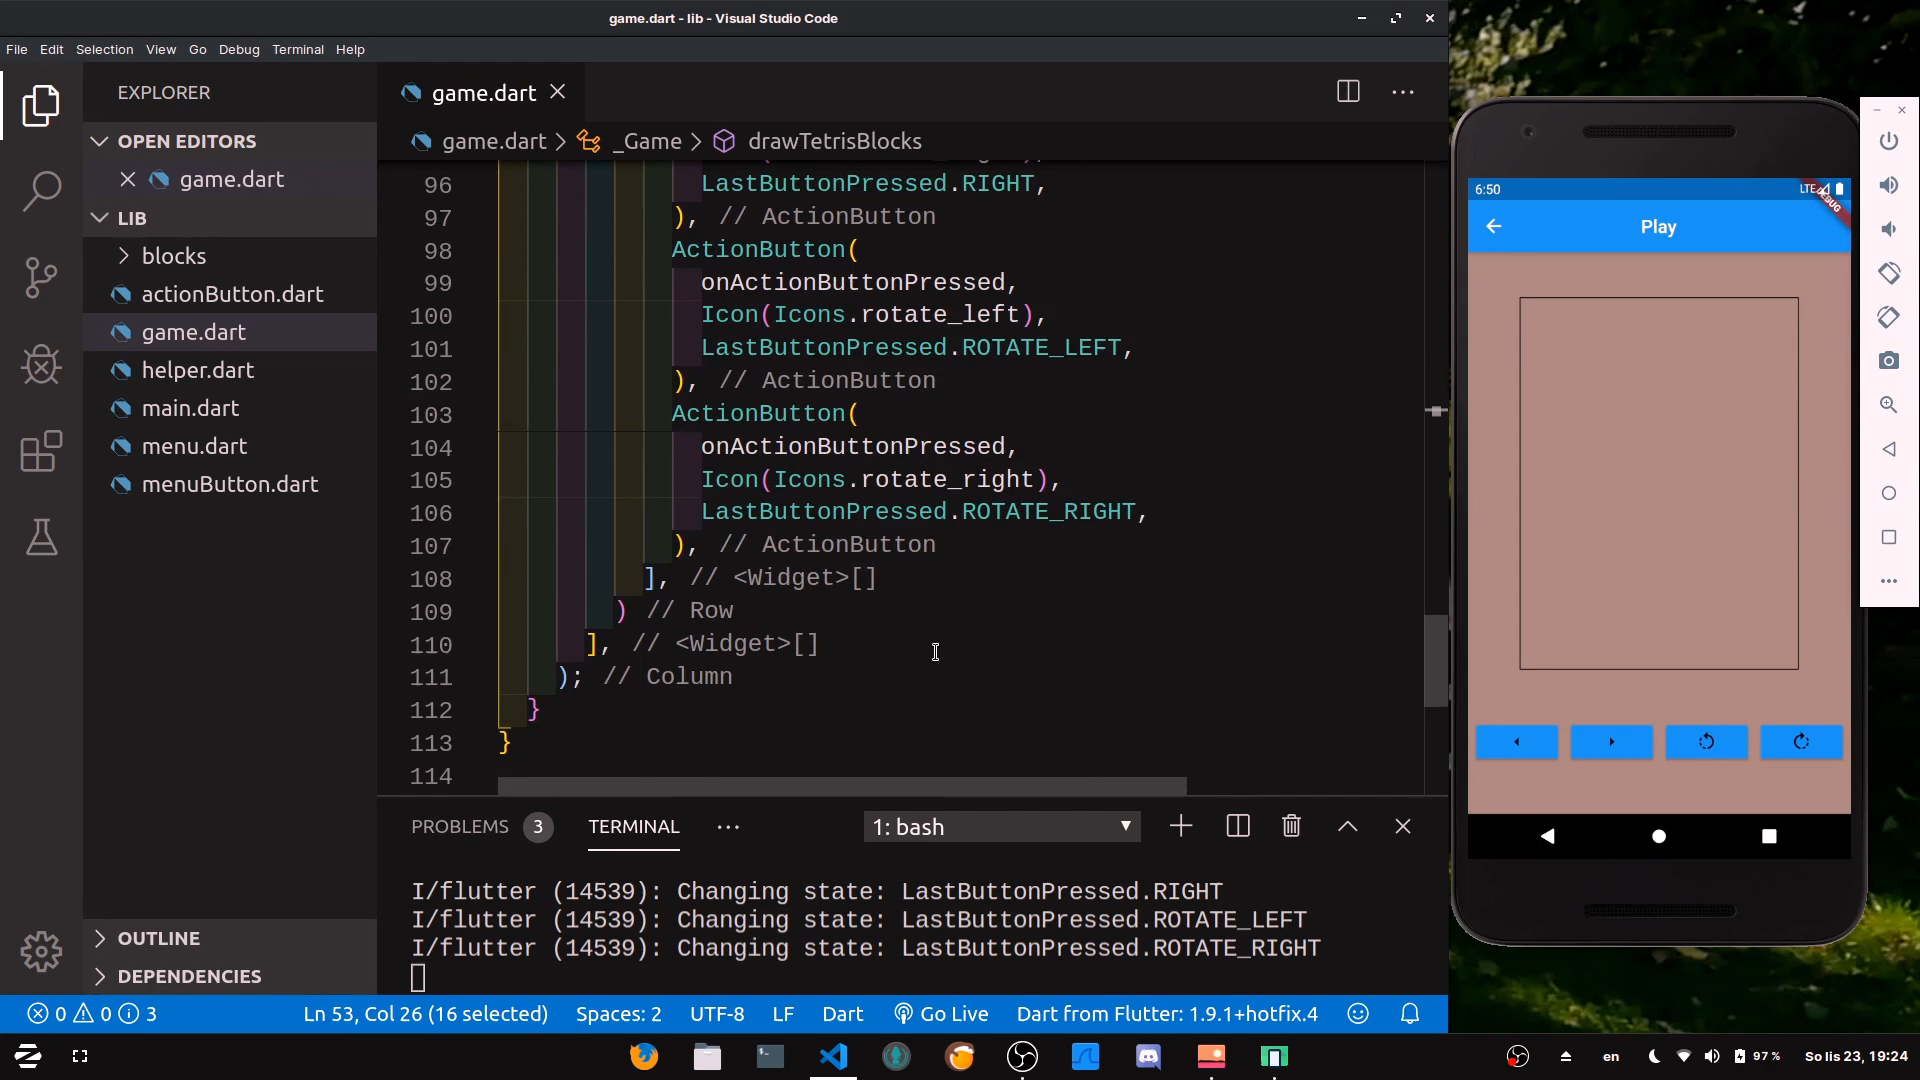 game.dart - lib - Visual Studio Code
File Edit Selection View Go Debug Terminal Help
EXPLORER
OPEN EDITORS
game.dart
LIB
blocks
actionButton.dart
game.dart
helper.dart
main.dart
menu.dart
menuButton.dart
OUTLINE
DEPENDENCIES
game.dart
game.dart > _Game > drawTetrisBlocks
96 LastButtonPressed.RIGHT,
97 ), // ActionButton
98 ActionButton(
99 onActionButtonPressed,
100 Icon(Icons.rotate_left),
101 LastButtonPressed.ROTATE_LEFT,
102 ), // ActionButton
103 ActionButton(
104 onActionButtonPressed,
105 Icon(Icons.rotate_right),
106 LastButtonPressed.ROTATE_RIGHT,
107 ), // ActionButton
108 ], // <Widget>[]
109 ) // Row
110 ], // <Widget>[]
111 ); // Column
112 }
113 }
114
PROBLEMS 3 TERMINAL ··· 1: bash
I/flutter (14539): Changing state: LastButtonPressed.RIGHT
I/flutter (14539): Changing state: LastButtonPressed.ROTATE_LEFT
I/flutter (14539): Changing state: LastButtonPressed.ROTATE_RIGHT
0 0 3 Ln 53, Col 26 (16 selected) Spaces: 2 UTF-8 LF Dart Go Live Dart from Flutter: 1.9.1+hotfix.4
6:50 LTE
DEBUG
Play
en 97 % So lis 23, 19:24